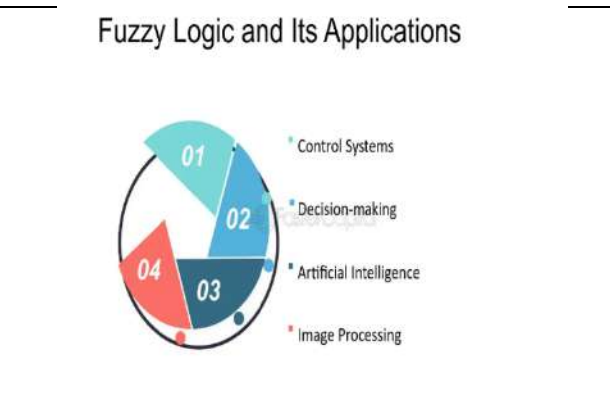 Fuzzy Logic and Its Applications
01
Control Systems
02
Decision-making
03
Artificial Intelligence
04
Image Processing